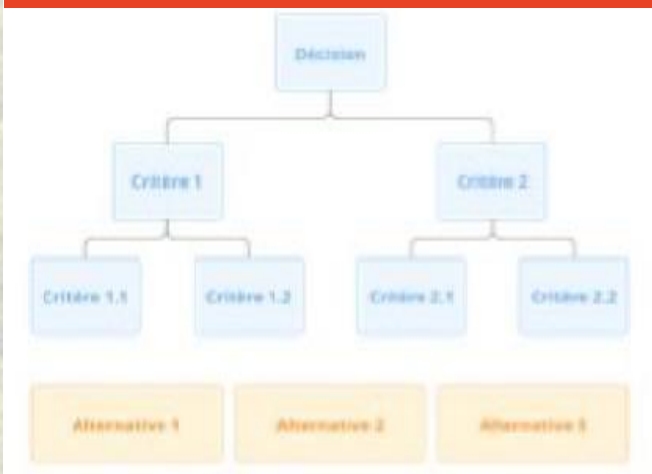 Décision
Critère 1
Critère 2
Critère 1.1
Critère 1.2
Critère 2.1
Critère 2.2
Alternative 1
Alternative 2
Alternative